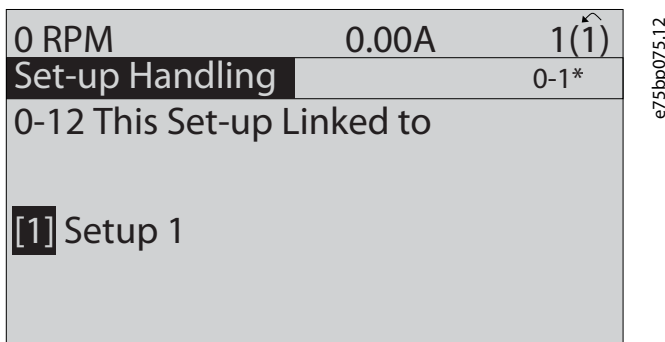 0 RPM 0.00A 1(1)
Set-up Handling 0-1*
0-12 This Set-up Linked to
[1] Setup 1
e75bp075.12